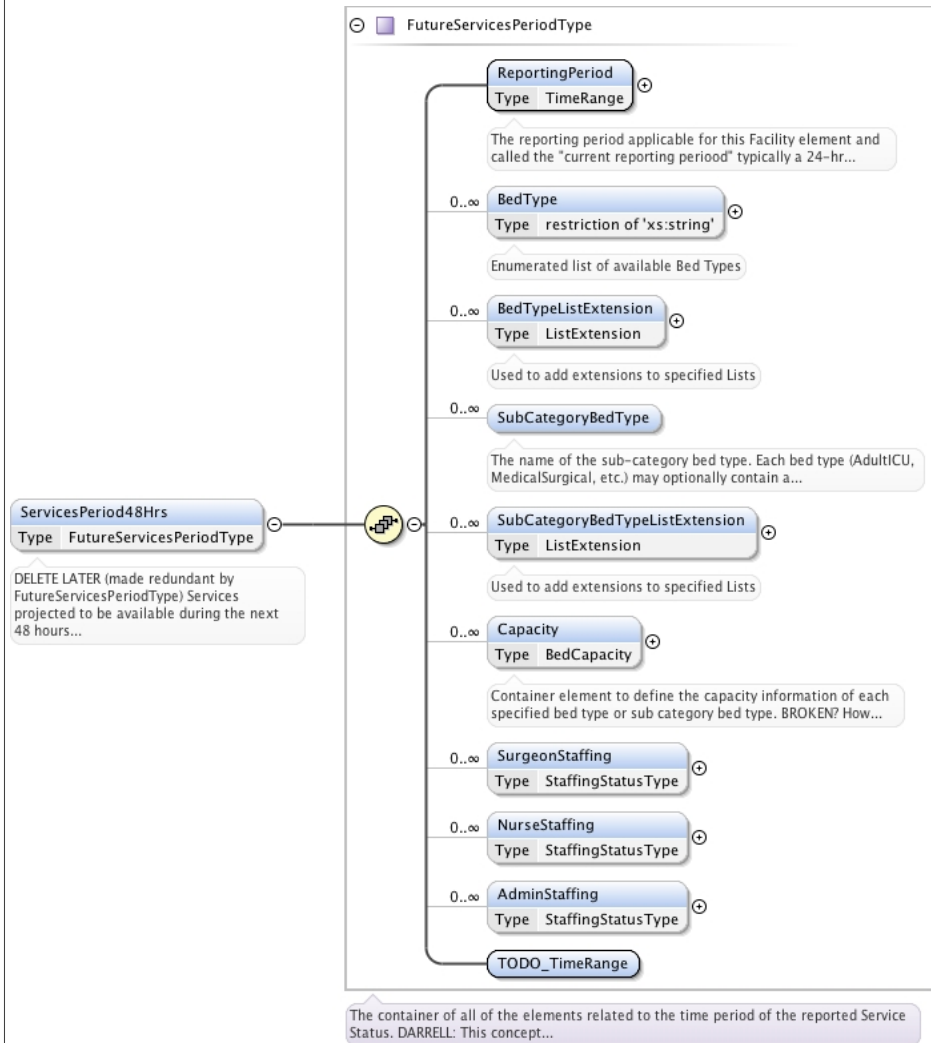 FutureServicesPeriodType
ReportingPeriod
Type TimeRange
The reporting period applicable for this Facility element and
called the "current reporting periood" typically a 24-hr...
0..∞
BedType
Type restriction of 'xs:string'
Enumerated list of available Bed Types
0..∞
BedTypeListExtension
Type ListExtension
Used to add extensions to specified Lists
0..∞
SubCategoryBedType
The name of the sub-category bed type. Each bed type (AdultICU,
MedicalSurgical, etc.) may optionally contain a...
ServicesPeriod48Hrs
Type FutureServicesPeriodType
DELETE LATER (made redundant by
FutureServicesPeriodType) Services
projected to be available during the next
48 hours...
0..∞
SubCategoryBedTypeListExtension
Type ListExtension
Used to add extensions to specified Lists
0..∞
Capacity
Type BedCapacity
Container element to define the capacity information of each
specified bed type or sub category bed type. BROKEN? How...
0..∞
SurgeonStaffing
Type StaffingStatusType
0..∞
NurseStaffing
Type StaffingStatusType
0..∞
AdminStaffing
Type StaffingStatusType
TODO_TimeRange
The container of all of the elements related to the time period of the reported Service
Status. DARRELL: This concept...